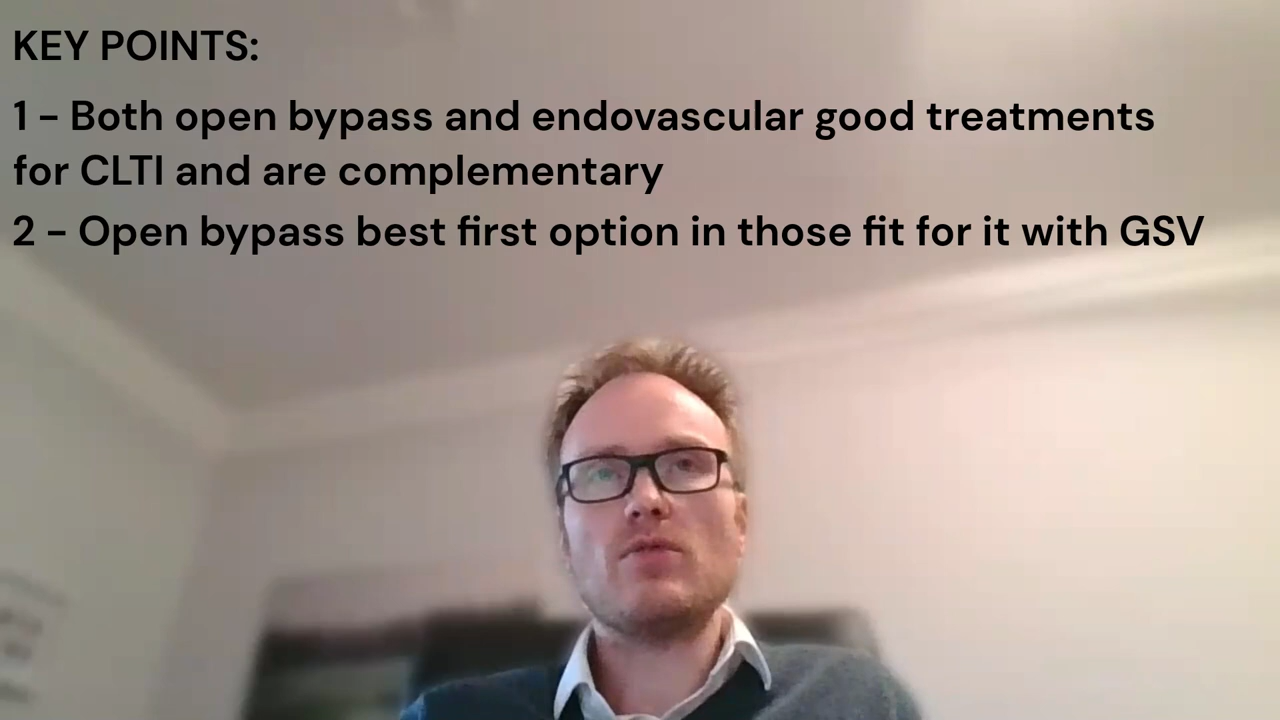 KEY POINTS:
1 – Both open bypass and endovascular good treatments
for CLTI and are complementary
2 – Open bypass best first option in those fit for it with GSV